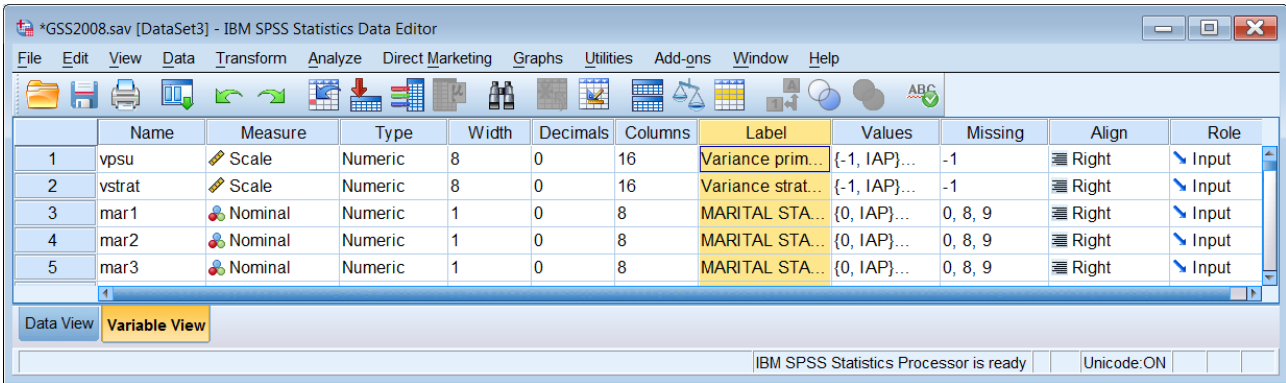 *GSS2008.sav [DataSet3] - IBM SPSS Statistics Data Editor
File Edit View Data Transform Analyze Direct Marketing Graphs Utilities Add-ons Window Help
ABC
Name Measure Type Width Decimals Columns Label Values Missing Align Role
1 vpsu Scale Numeric 8 0 16 Variance prim... {-1, IAP}... -1 Right Input
2 vstrat Scale Numeric 8 0 16 Variance strat... {-1, IAP}... -1 Right Input
3 mar1 Nominal Numeric 1 0 8 MARITAL STA... {0, IAP}... 0, 8, 9 Right Input
4 mar2 Nominal Numeric 1 0 8 MARITAL STA... {0, IAP}... 0, 8, 9 Right Input
5 mar3 Nominal Numeric 1 0 8 MARITAL STA... {0, IAP}... 0, 8, 9 Right Input
Data View Variable View
IBM SPSS Statistics Processor is ready Unicode:ON